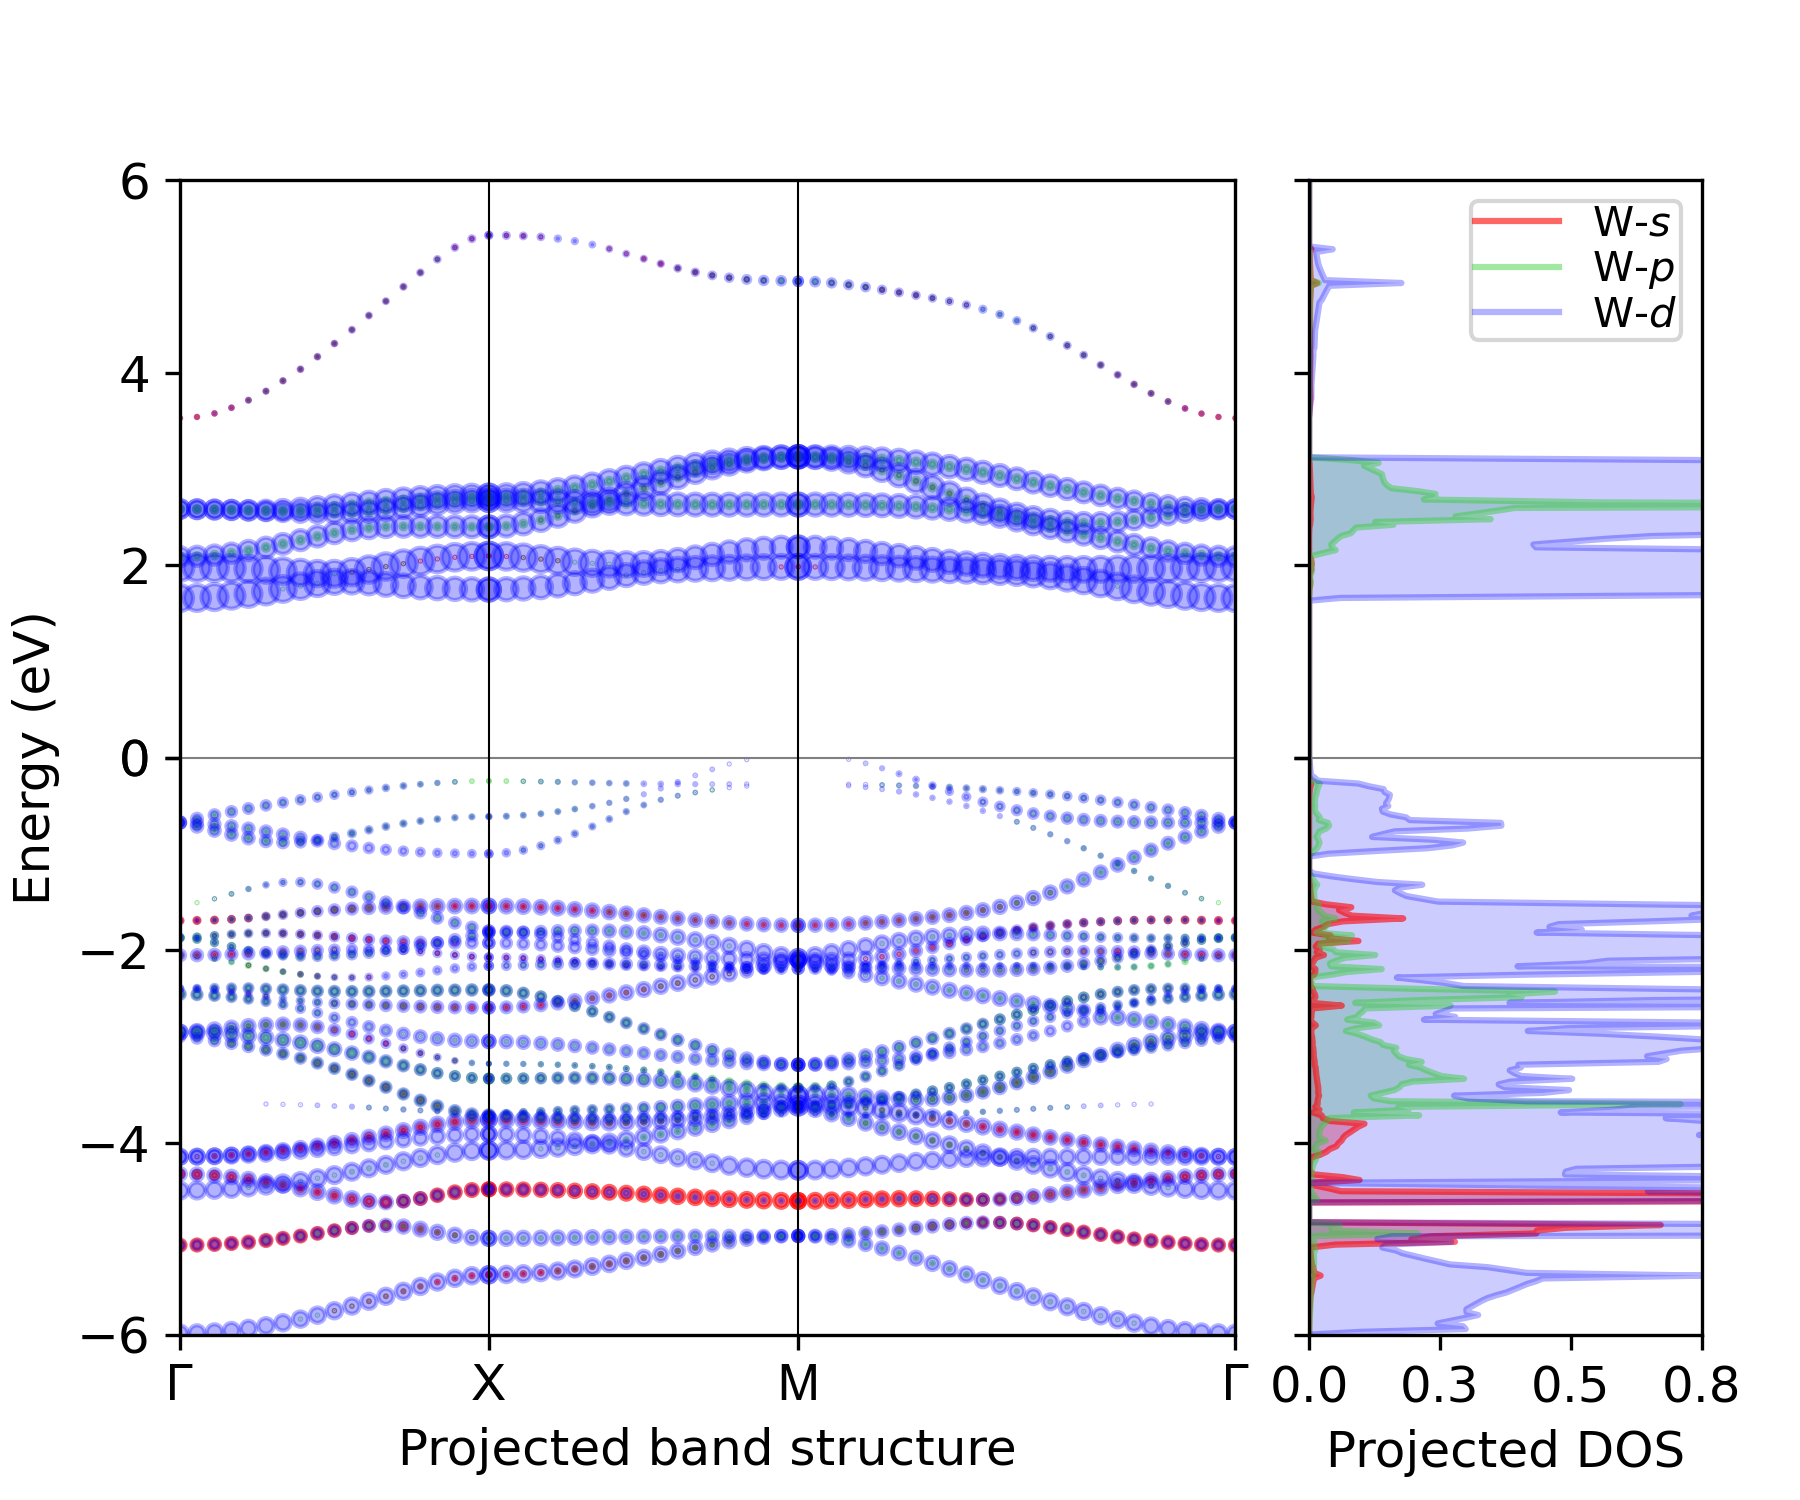 Energy (eV)
6
4
2
0
−2
−4
−6
Γ
X
M
Γ
Projected band structure
W-s
W-p
W-d
0.0
0.3
0.5
0.8
Projected DOS